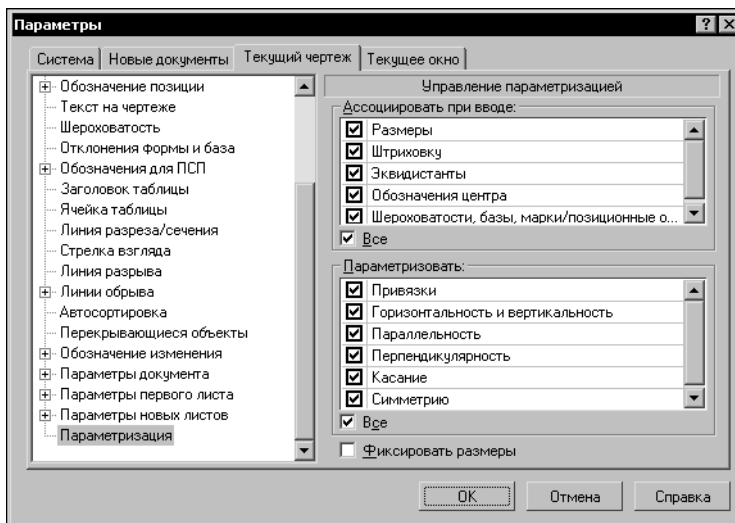 Параметры
Система Новые документы Текущий чертеж Текущее окно
Обозначение позиции
Текст на чертеже
Шероховатость
Отклонения формы и база
Обозначения для ПСП
Заголовок таблицы
Ячейка таблицы
Линия разреза/сечения
Стрелка взгляда
Линия разрыва
Линии обрыва
Автосортировка
Перекрывающиеся объекты
Обозначение изменения
Параметры документа
Параметры первого листа
Параметры новых листов
Параметризация
Управление параметризацией
Ассоциировать при вводе:
Размеры
Штриховку
Эквидистанты
Обозначения центра
Шероховатости, базы, марки/позиционные о...
Все
Параметризовать:
Привязки
Горизонтальность и вертикальность
Параллельность
Перпендикулярность
Касание
Симметрию
Все
Фиксировать размеры
OK Отмена Справка